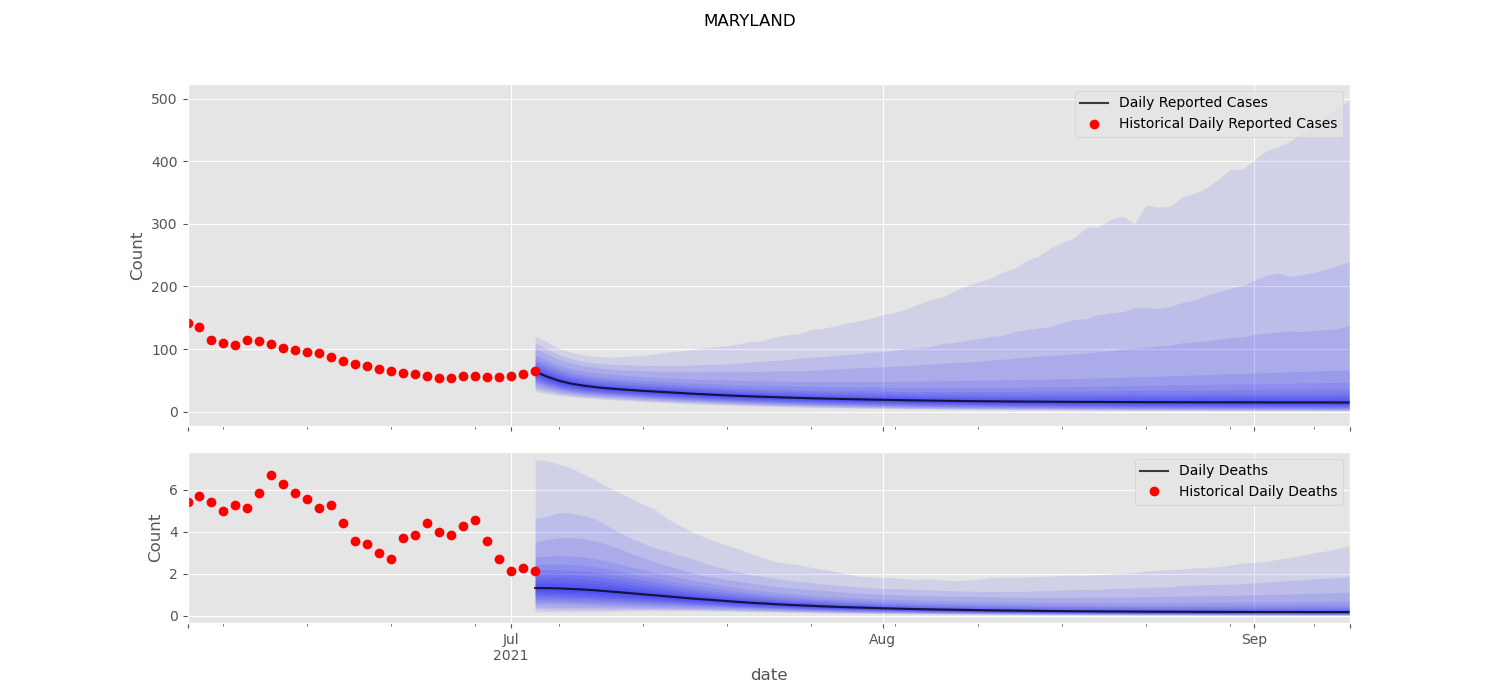 MARYLAND
500
400
300
200
100
0
Count
Daily Reported Cases
Historical Daily Reported Cases
6
4
2
0
Count
Daily Deaths
Historical Daily Deaths
Jul
2021
Aug
Sep
date